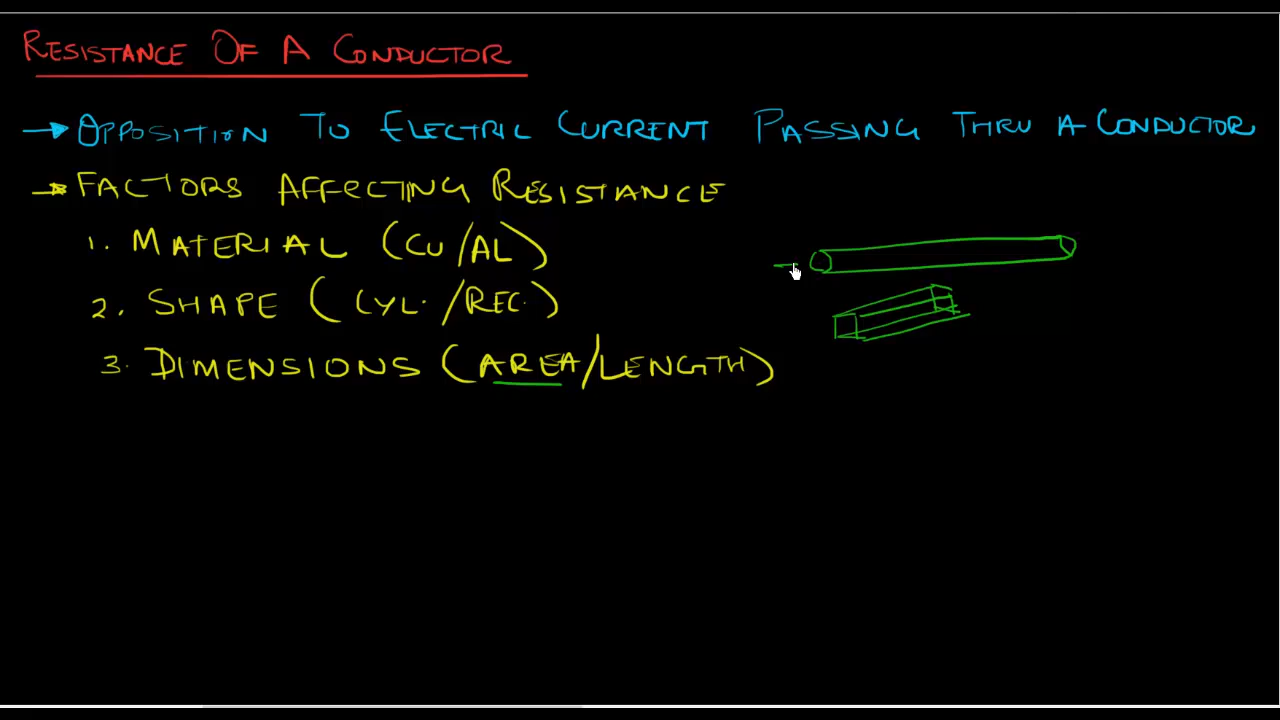 RESISTANCE OF A CONDUCTOR
→ OPPOSITION TO ELECTRIC CURRENT PASSING THRU A CONDUCTOR
→ FACTORS AFFECTING RESISTANCE
1. MATERIAL (CU/AL)
2. SHAPE (CYL./REC.)
3. DIMENSIONS (AREA/LENGTH)